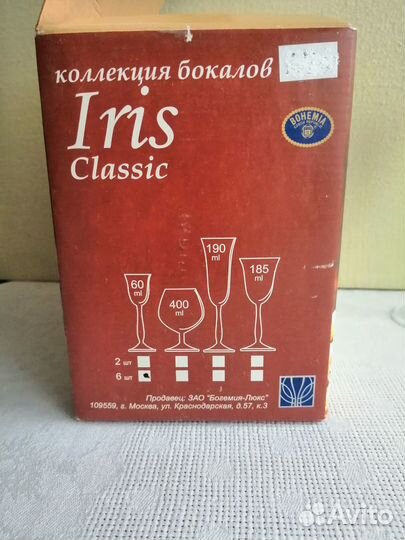 коллекция бокалов
Iris
Classic
BOHEMIA
60
ml
400
ml
190
ml
185
ml
2 шт
6 шт
Продавец: ЗАО "Богемия-Люкс"
109559, г. Москва, ул. Краснодарская, д.57, к.3
Avito